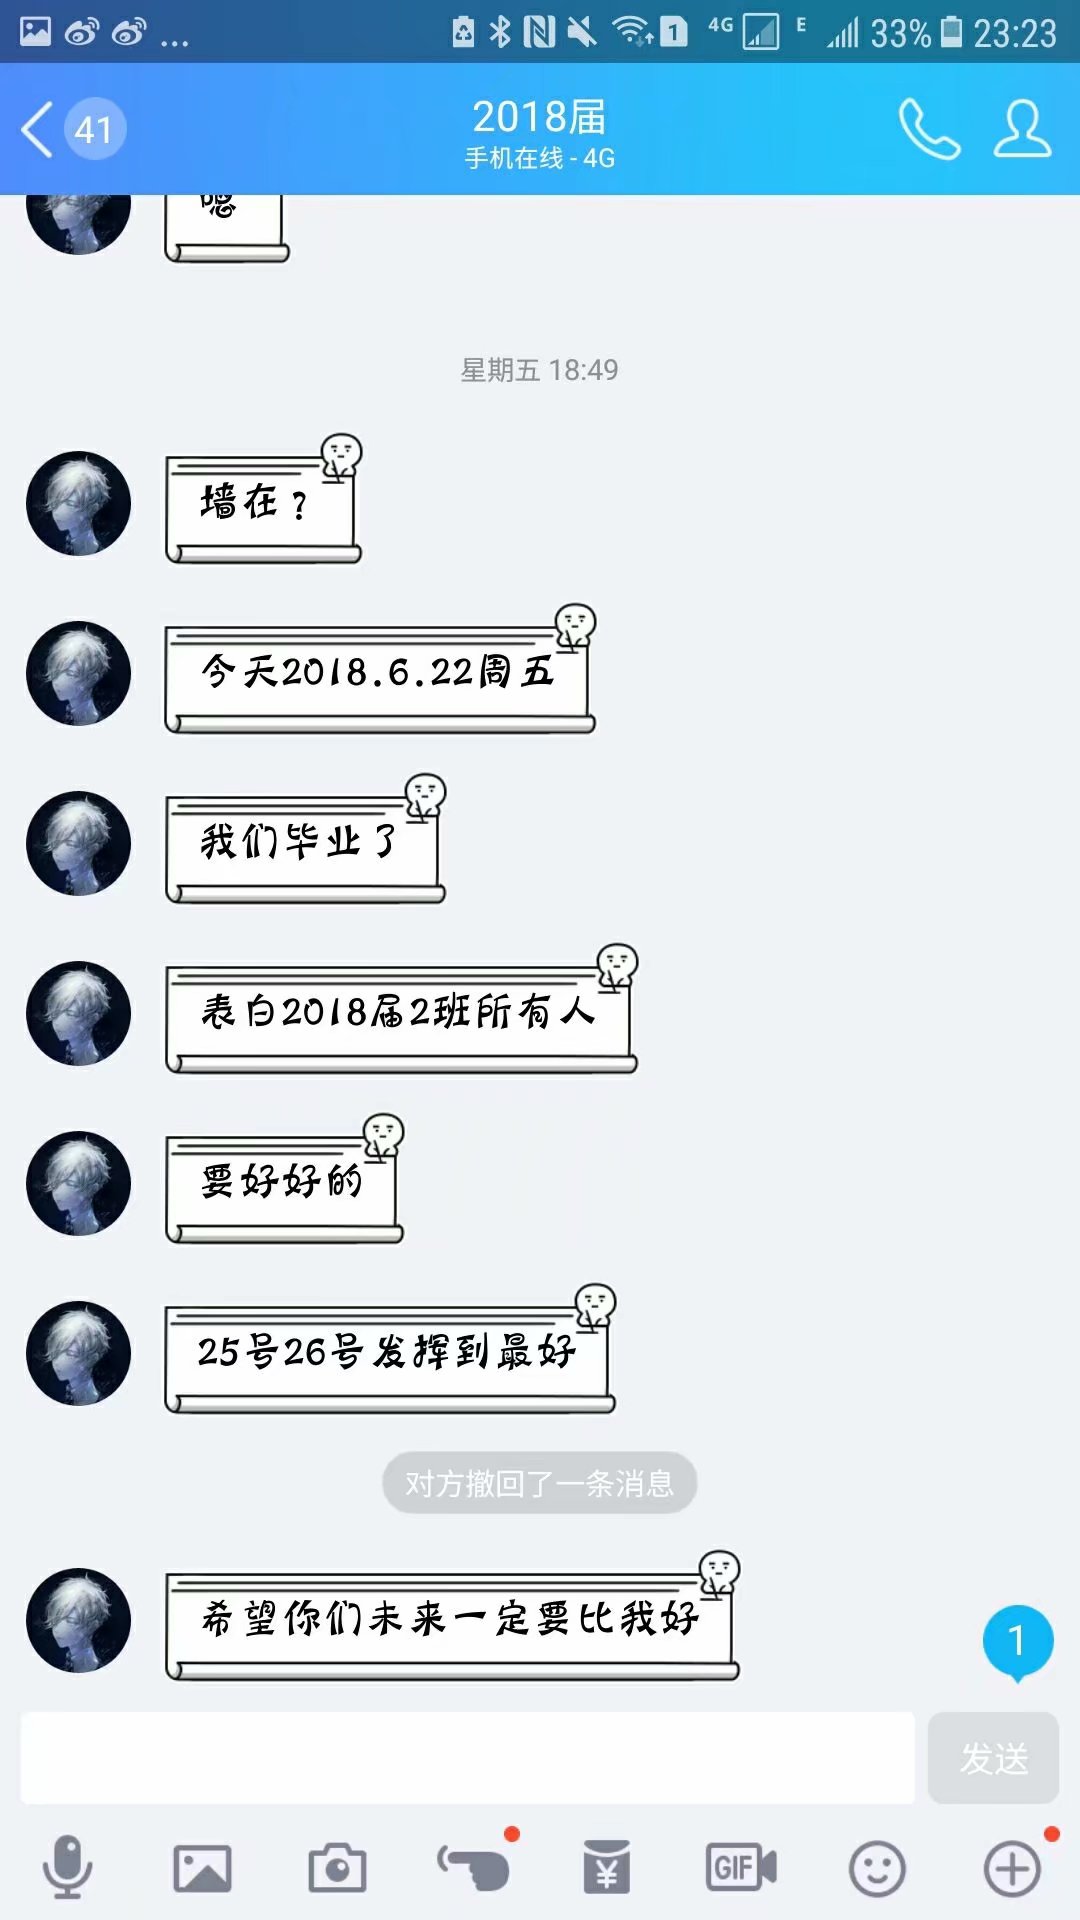 4G E 33% 23:23
41
2018届
手机在线 - 4G
嗯
星期五 18:49
墙在？
今天2018.6.22周五
我们毕业了
表白2018届2班所有人
要好好的
25号26号发挥到最好
对方撤回了一条消息
希望你们未来一定要比我好
1
发送
GIF